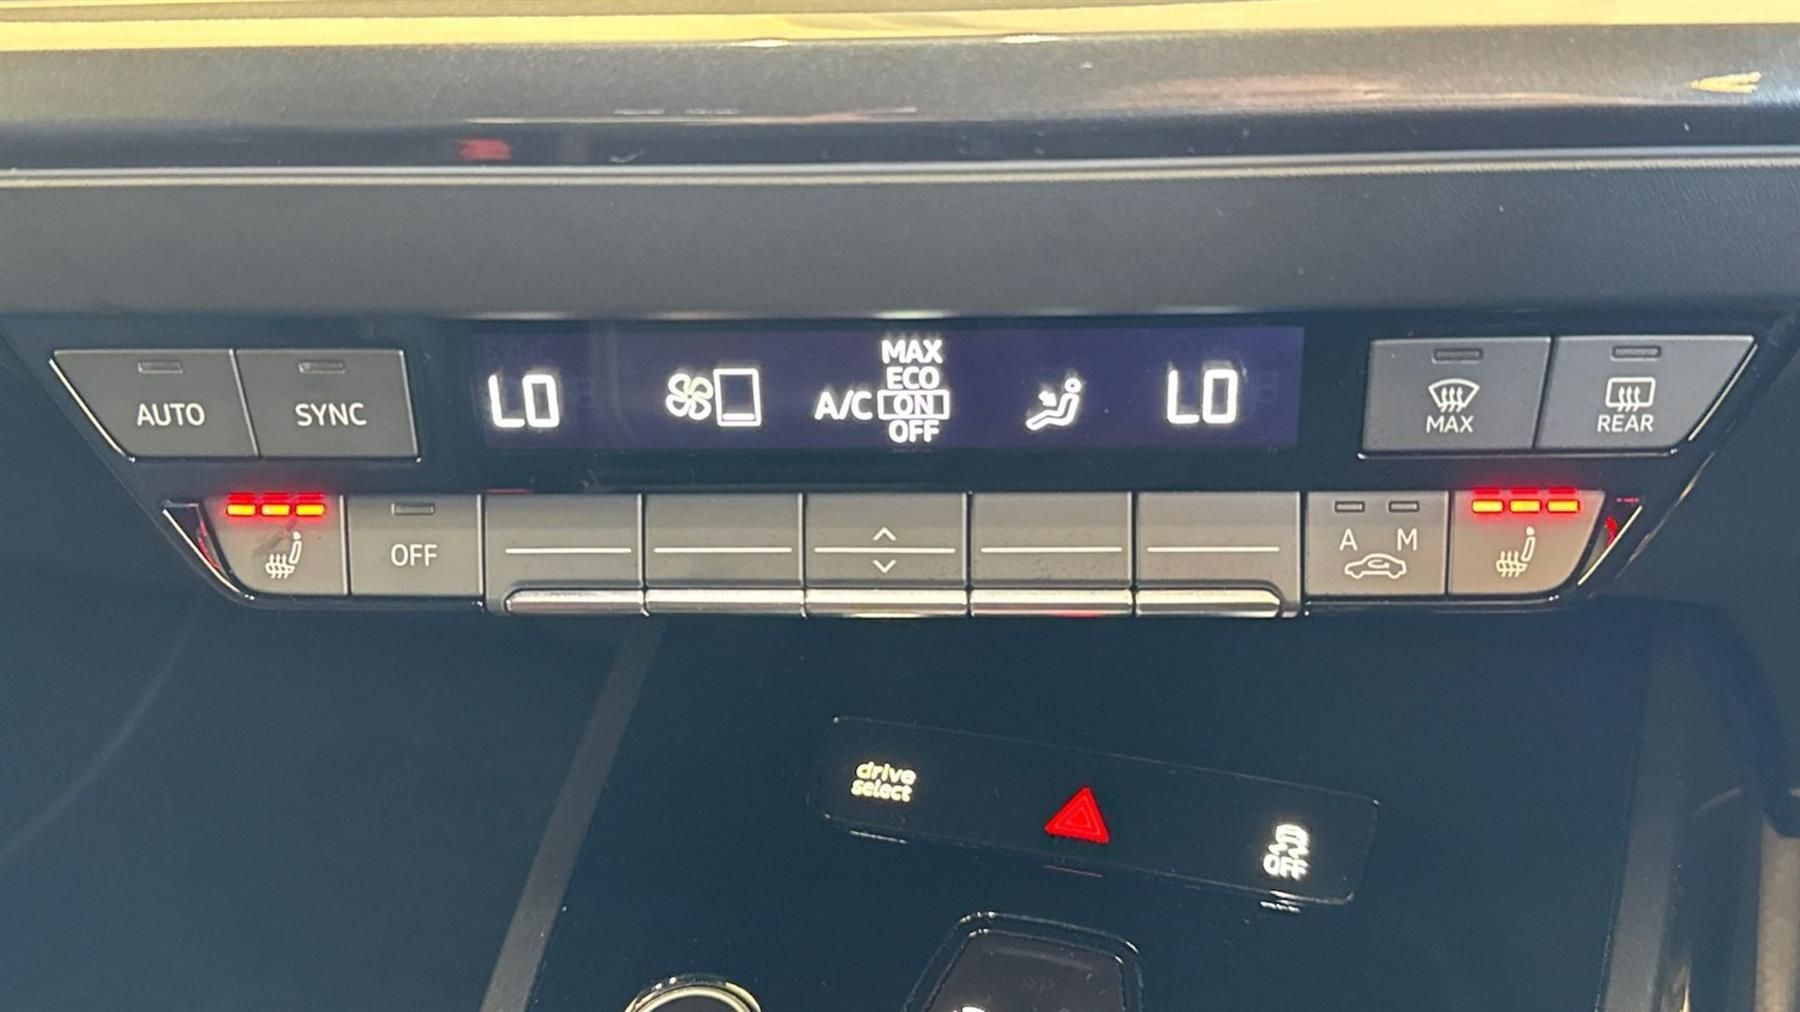 AUTO
SYNC
LO
A/C
MAX
ECO
ON
OFF
LO
MAX
REAR
OFF
A M
drive
select
OFF